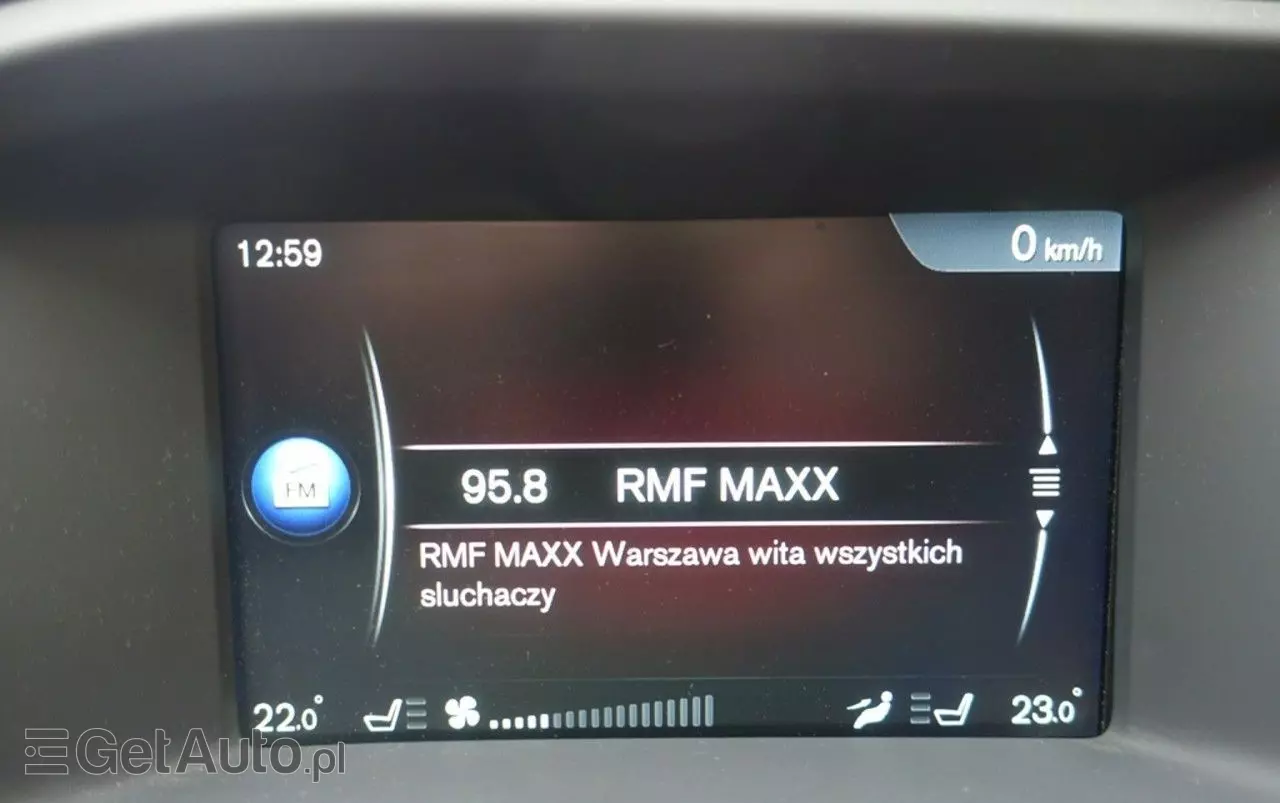 12:59
0 km/h
FM
95.8 RMF MAXX
RMF MAXX Warszawa wita wszystkich
sluchaczy
22.0° 23.0°
GetAuto.pl